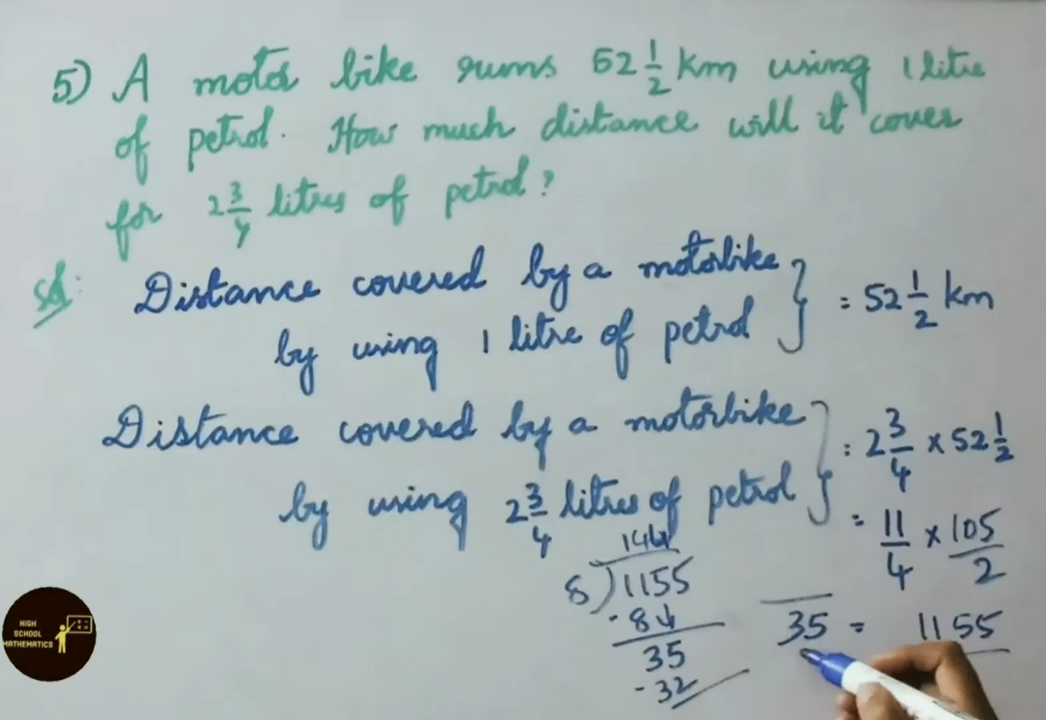 5) A motor bike runs 52 1/2 km using 1 litre
of petrol. How much distance will it cover
for 2 3/4 litres of petrol?
Sol:
Distance covered by a motorbike
by using 1 litre of petrol } = 52 1/2 km
Distance covered by a motorbike
by using 2 3/4 litres of petrol } = 2 3/4 × 52 1/2
= 11/4 × 105/2
144
8 ) 1155
- 8↓
35
- 32
35 = 1155
HIGH
SCHOOL
MATHEMATICS